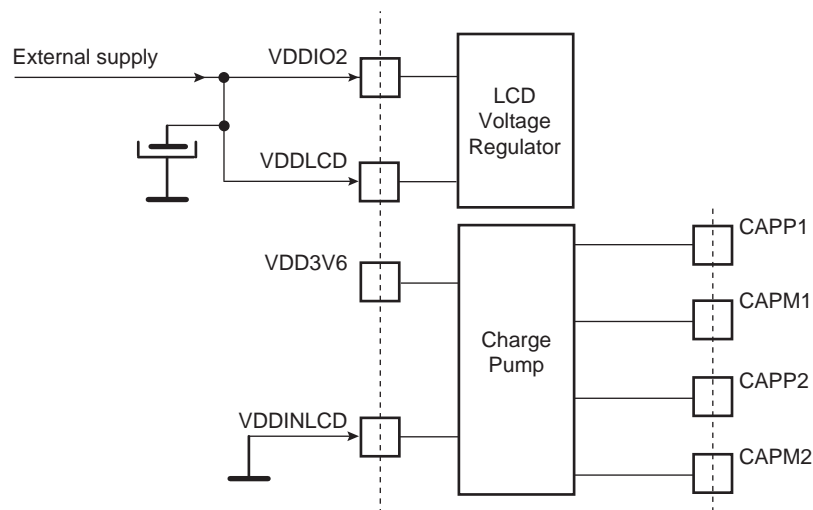 External supply
VDDIO2
LCD
Voltage
Regulator
VDDLCD
VDD3V6
Charge
Pump
VDDINLCD
CAPP1
CAPM1
CAPP2
CAPM2